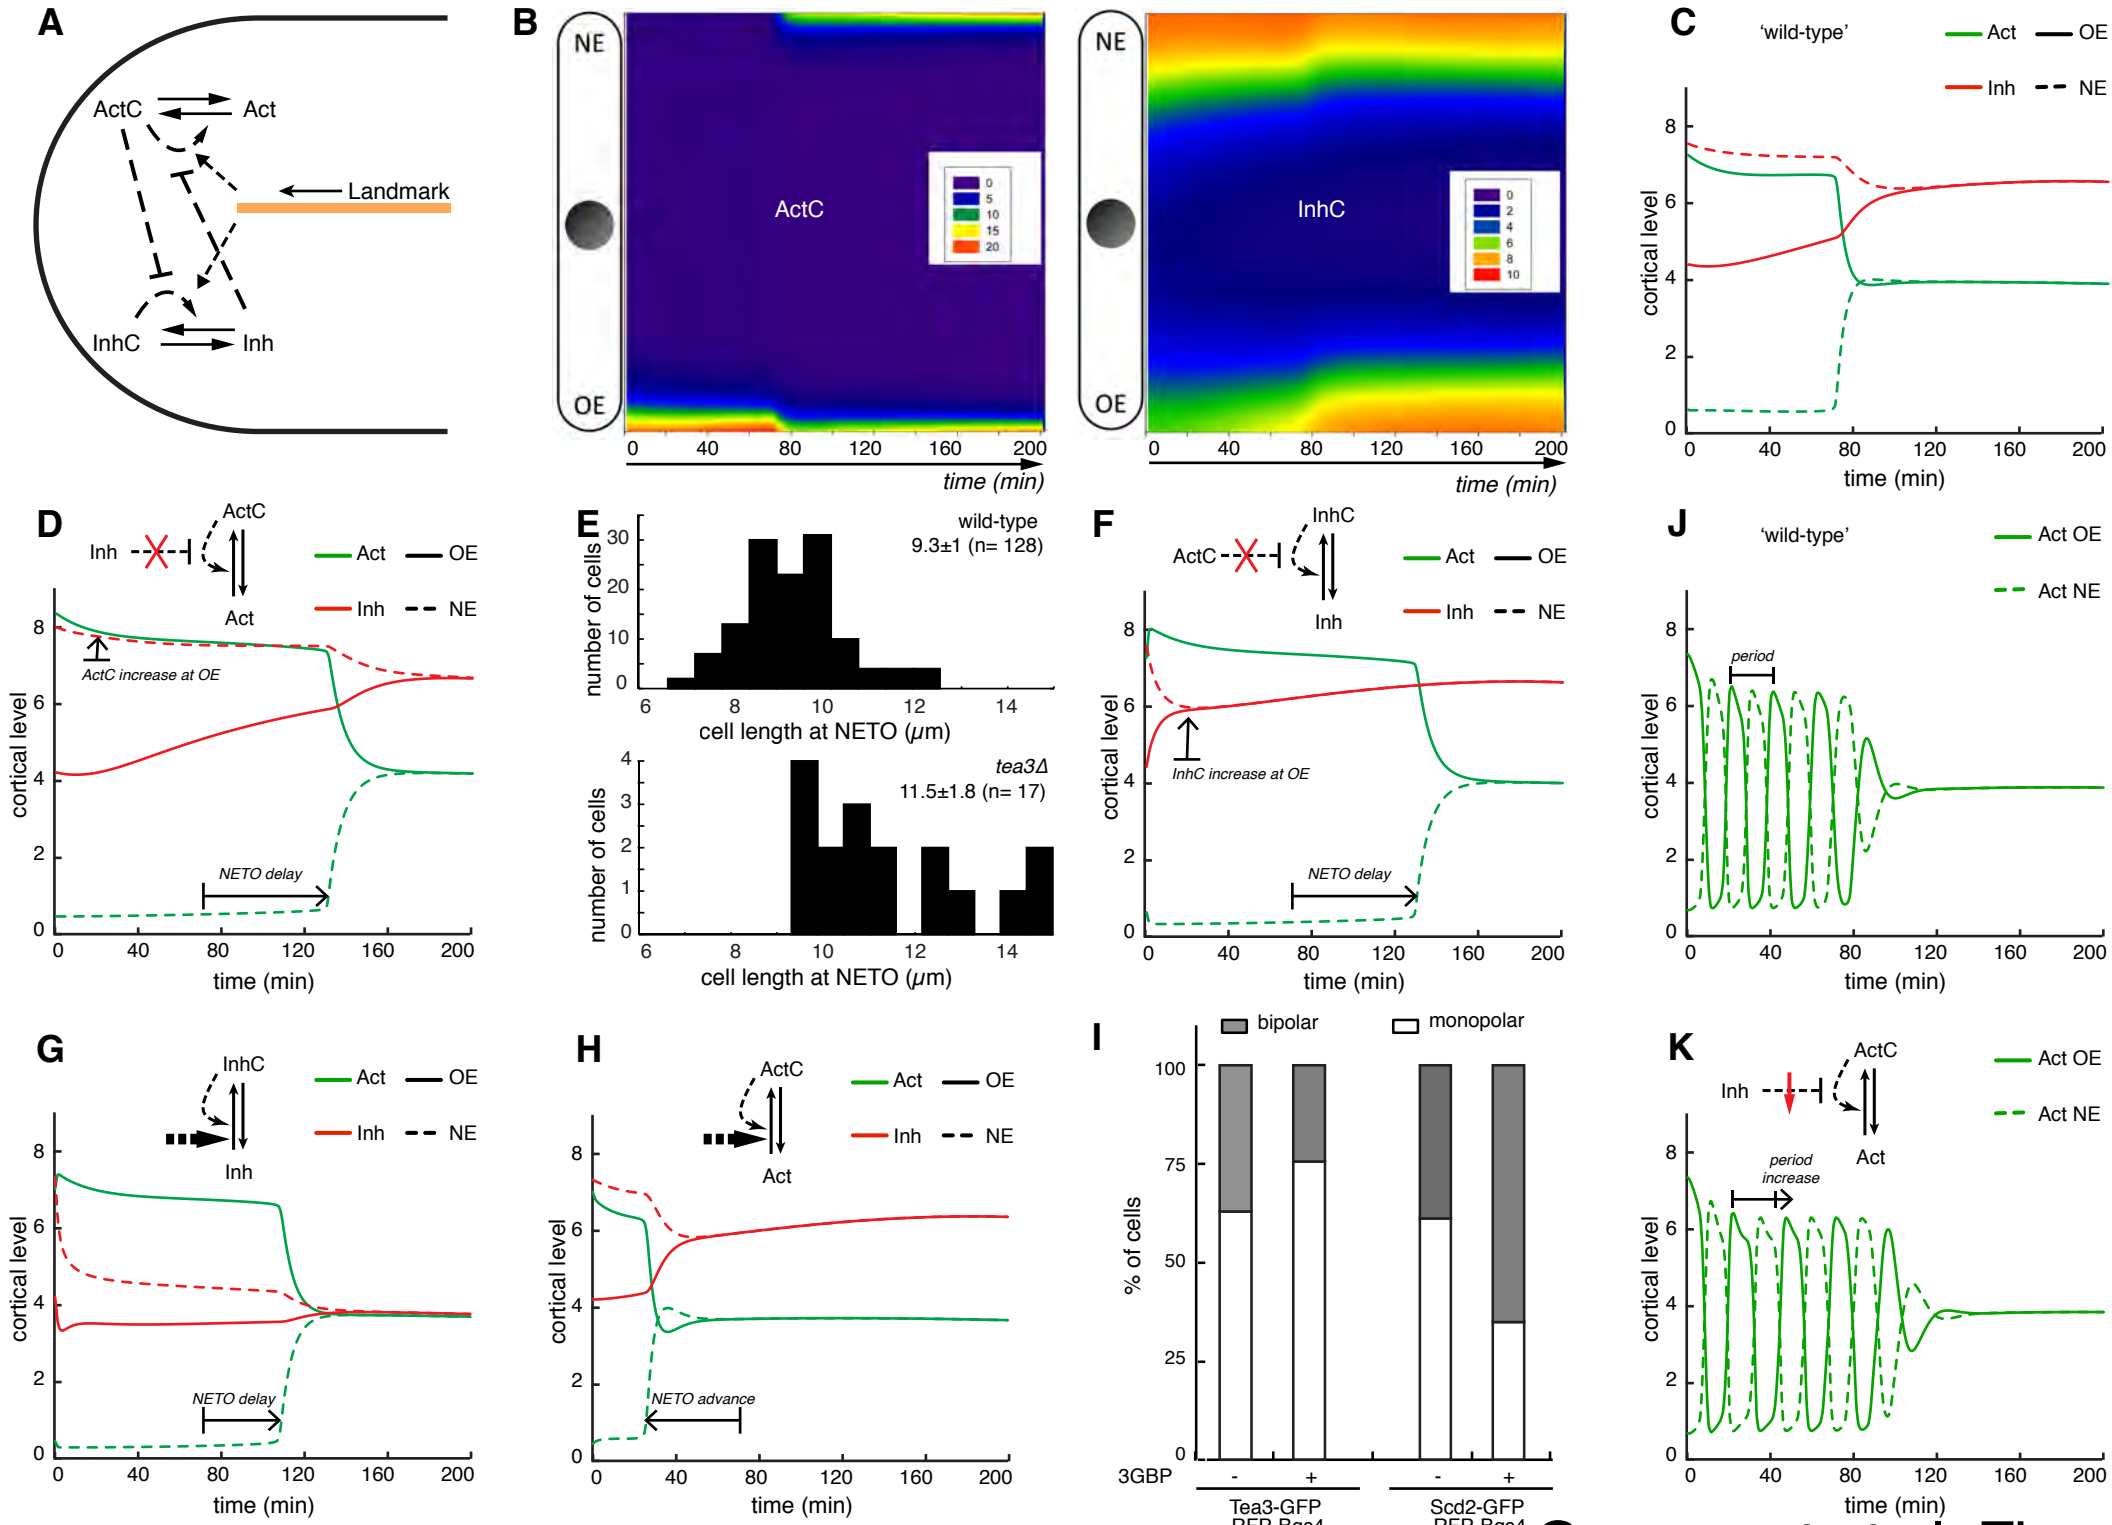 A
ActC
Act
Landmark
InhC
Inh
B
NE
OE
ActC
0
5
10
15
20
0 40 80 120 160 200
time (min)
NE
OE
InhC
0
2
4
6
8
10
0 40 80 120 160 200
time (min)
C
'wild-type'
Act OE
Inh NE
cortical level
8
6
4
2
0
0 40 80 120 160 200
time (min)
D
ActC
Inh
Act
Act OE
Inh NE
cortical level
8
6
4
2
0
ActC increase at OE
NETO delay
0 40 80 120 160 200
time (min)
E
wild-type
9.3±1 (n= 128)
number of cells
30
20
10
0
6 8 10 12 14
cell length at NETO (µm)
tea3Δ
11.5±1.8 (n= 17)
number of cells
4
3
2
1
0
6 8 10 12 14
cell length at NETO (µm)
F
InhC
ActC
Inh
Act OE
Inh NE
cortical level
8
6
4
2
0
InhC increase at OE
NETO delay
0 40 80 120 160 200
time (min)
J
'wild-type'
Act OE
Act NE
period
cortical level
8
6
4
2
0
0 40 80 120 160 200
time (min)
G
InhC
Inh
Act OE
Inh NE
cortical level
8
6
4
2
0
NETO delay
0 40 80 120 160 200
time (min)
H
ActC
Act
Act OE
Inh NE
cortical level
8
6
4
2
0
NETO advance
0 40 80 120 160 200
time (min)
I
bipolar monopolar
% of cells
100
75
50
25
0
3GBP - + - +
Tea3-GFP Scd2-GFP
RFP-Bgs4 RFP-Bgs4
K
ActC
Inh
Act
Act OE
Act NE
period
increase
cortical level
8
6
4
2
0
0 40 80 120 160 200
time (min)